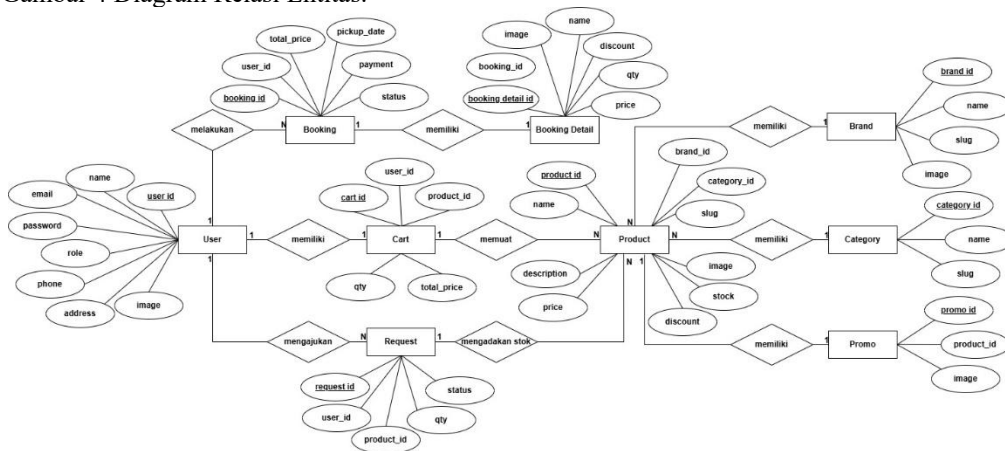 Gambar 4 Diagram Relasi Entitas.
total_price
pickup_date
user_id
payment
booking id
status
melakukan
N
Booking
1
memiliki
1
Booking Detail
name
image
discount
booking_id
qty
booking detail id
price
memiliki
1
Brand
brand id
name
slug
image
name
email
user id
password
role
phone
address
image
1
User
1
1
memiliki
1
Cart
1
memuat
N
user_id
cart id
product_id
qty
total_price
product id
name
brand_id
category_id
slug
N
Product
N
N
1
description
price
image
stock
discount
memiliki
1
Category
category id
name
slug
mengajukan
N
Request
1
mengadakan stok
request id
user_id
product_id
qty
status
memiliki
1
Promo
promo id
product_id
image